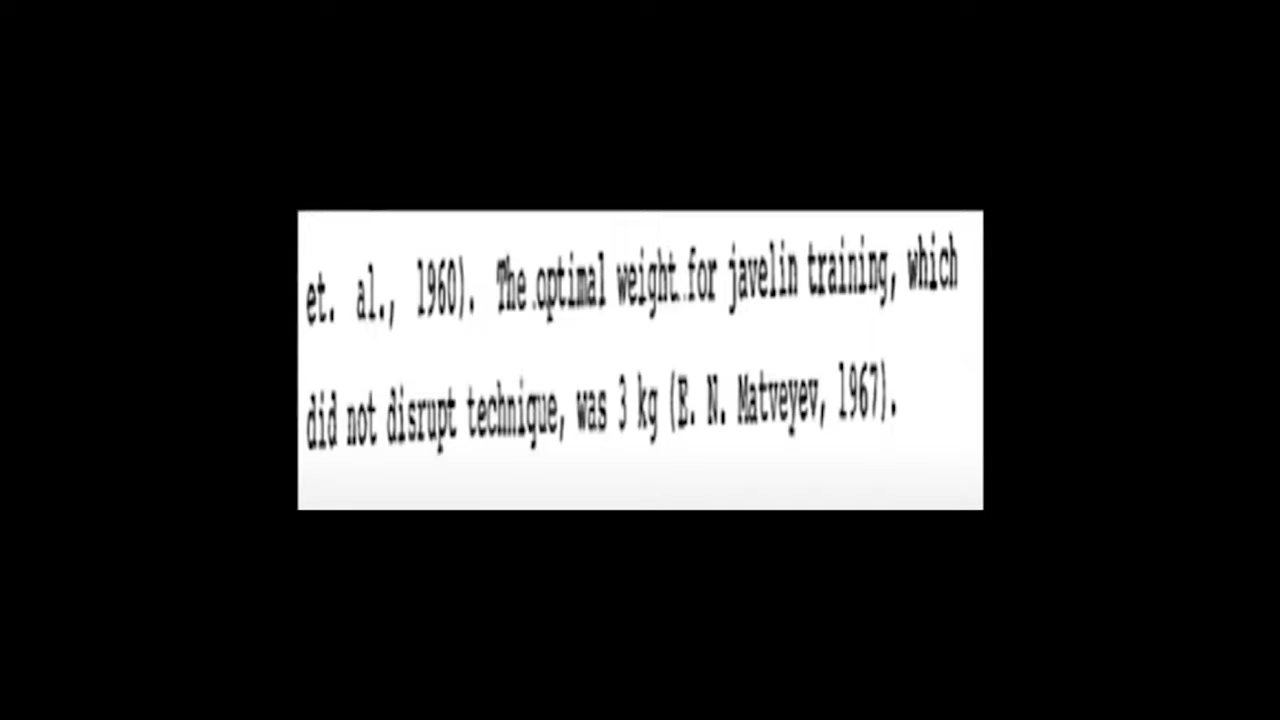 et. al., 1960). The optimal weight for javelin training, which
did not disrupt technique, was 3 kg (E. N. Matveyev, 1967).